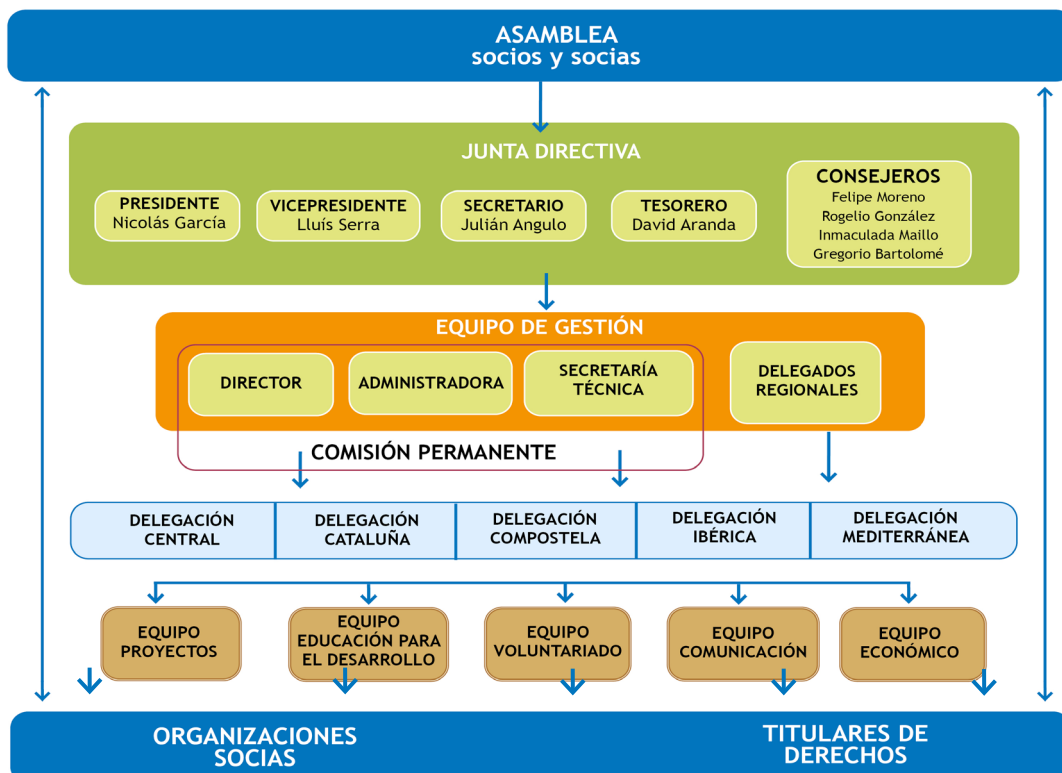 ASAMBLEA
socios y socias
JUNTA DIRECTIVA
PRESIDENTE
Nicolás García
VICEPRESIDENTE
Lluís Serra
SECRETARIO
Julián Angulo
TESORERO
David Aranda
CONSEJEROS
Felipe Moreno
Rogelio González
Inmaculada Maillo
Gregorio Bartolomé
EQUIPO DE GESTIÓN
DIRECTOR
ADMINISTRADORA
SECRETARÍA
TÉCNICA
DELEGADOS
REGIONALES
COMISIÓN PERMANENTE
DELEGACIÓN
CENTRAL
DELEGACIÓN
CATALUÑA
DELEGACIÓN
COMPOSTELA
DELEGACIÓN
IBÉRICA
DELEGACIÓN
MEDITERRÁNEA
EQUIPO
PROYECTOS
EQUIPO
EDUCACIÓN PARA
EL DESARROLLO
EQUIPO
VOLUNTARIADO
EQUIPO
COMUNICACIÓN
EQUIPO
ECONÓMICO
ORGANIZACIONES
SOCIAS
TITULARES DE
DERECHOS